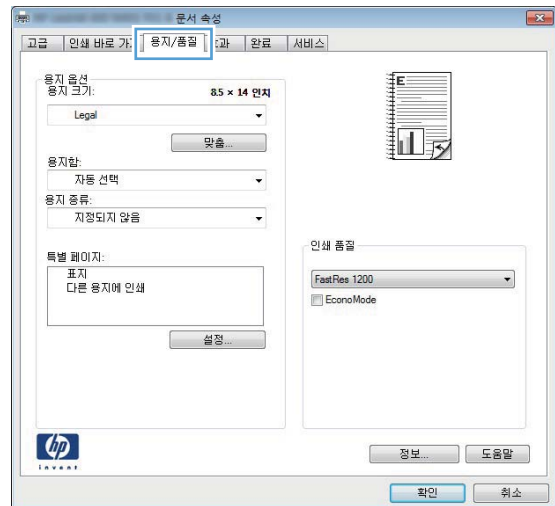 문서 속성
고급 인쇄 바로 가 용지/품질 과 완료 서비스
용지 옵션
용지 크기: 8.5 × 14 인치
Legal
맞춤...
용지함:
자동 선택
용지 종류:
지정되지 않음
특별 페이지:
표지
다른 용지에 인쇄
설정...
E
인쇄 품질
FastRes 1200
EconoMode
hp
invent
정보... 도움말
확인 취소